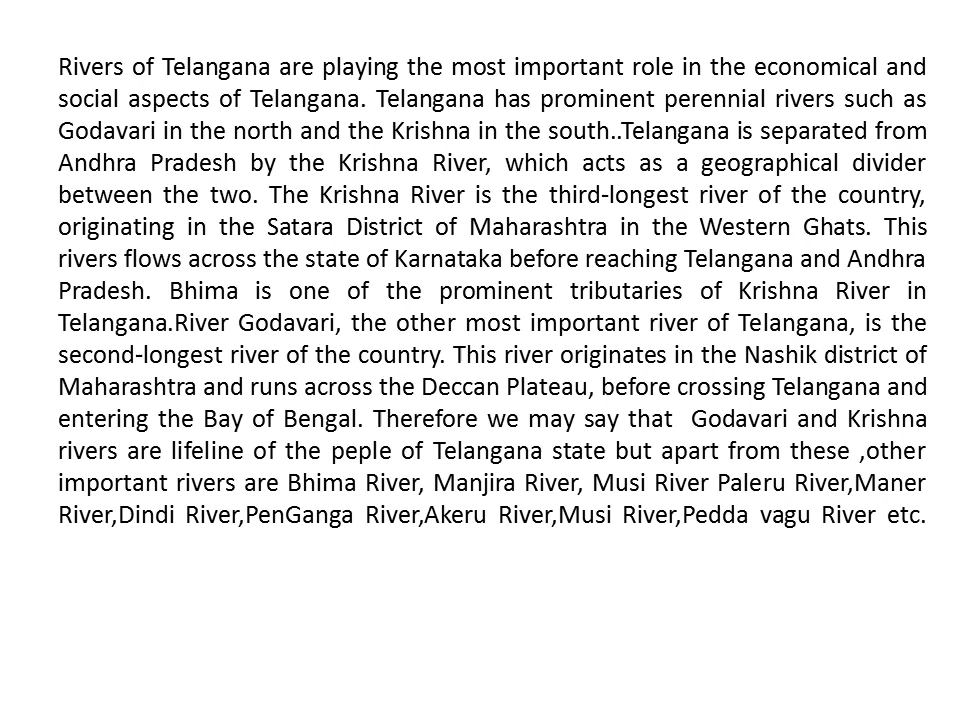 Rivers of Telangana are playing the most important role in the economical and
social aspects of Telangana. Telangana has prominent perennial rivers such as
Godavari in the north and the Krishna in the south..Telangana is separated from
Andhra Pradesh by the Krishna River, which acts as a geographical divider
between the two. The Krishna River is the third-longest river of the country,
originating in the Satara District of Maharashtra in the Western Ghats. This
rivers flows across the state of Karnataka before reaching Telangana and Andhra
Pradesh. Bhima is one of the prominent tributaries of Krishna River in
Telangana.River Godavari, the other most important river of Telangana, is the
second-longest river of the country. This river originates in the Nashik district of
Maharashtra and runs across the Deccan Plateau, before crossing Telangana and
entering the Bay of Bengal. Therefore we may say that  Godavari and Krishna
rivers are lifeline of the peple of Telangana state but apart from these ,other
important rivers are Bhima River, Manjira River, Musi River Paleru River,Maner
River,Dindi River,PenGanga River,Akeru River,Musi River,Pedda vagu River etc.